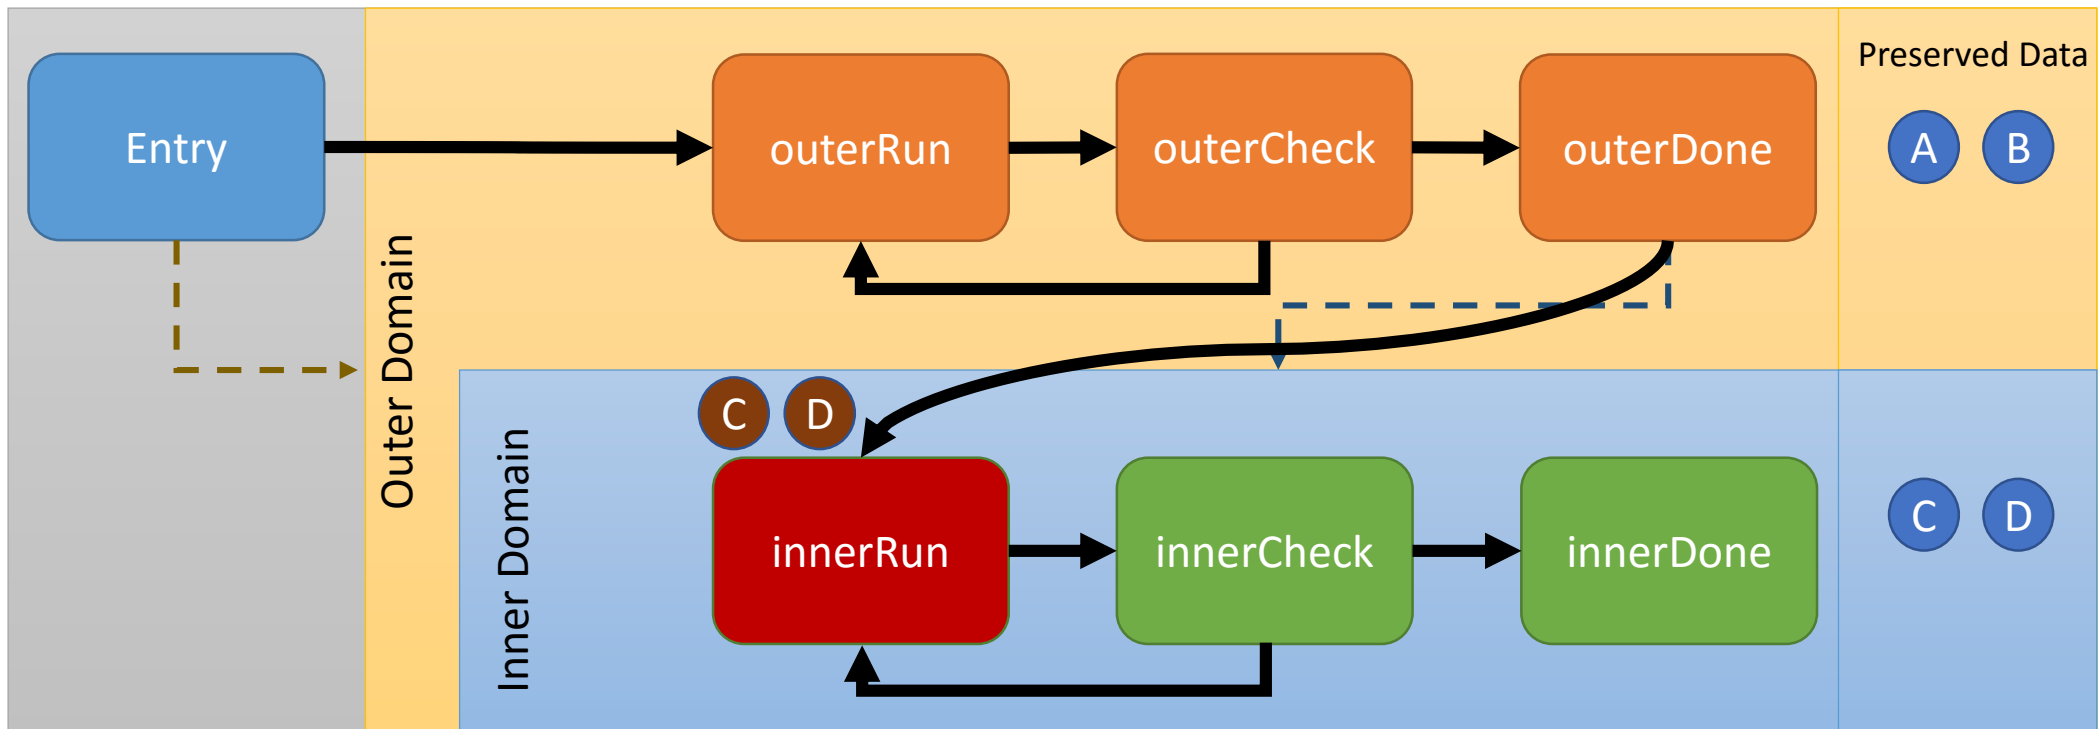 Preserved Data
Entry
outerRun
outerCheck
outerDone
A
B
Outer Domain
C
D
Inner Domain
innerRun
innerCheck
innerDone
C
D